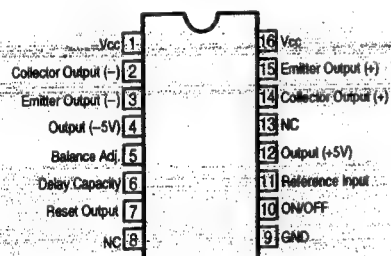 Vcc 1
Collector Output (–) 2
Emitter Output (–) 3
Output (–5V) 4
Balance Adj. 5
Delay Capacity 6
Reset Output 7
NC 8
16 Vcc
15 Emitter Output (+)
14 Collector Output (+)
13 NC
12 Output (+5V)
11 Reference Input
10 ON/OFF
9 GND